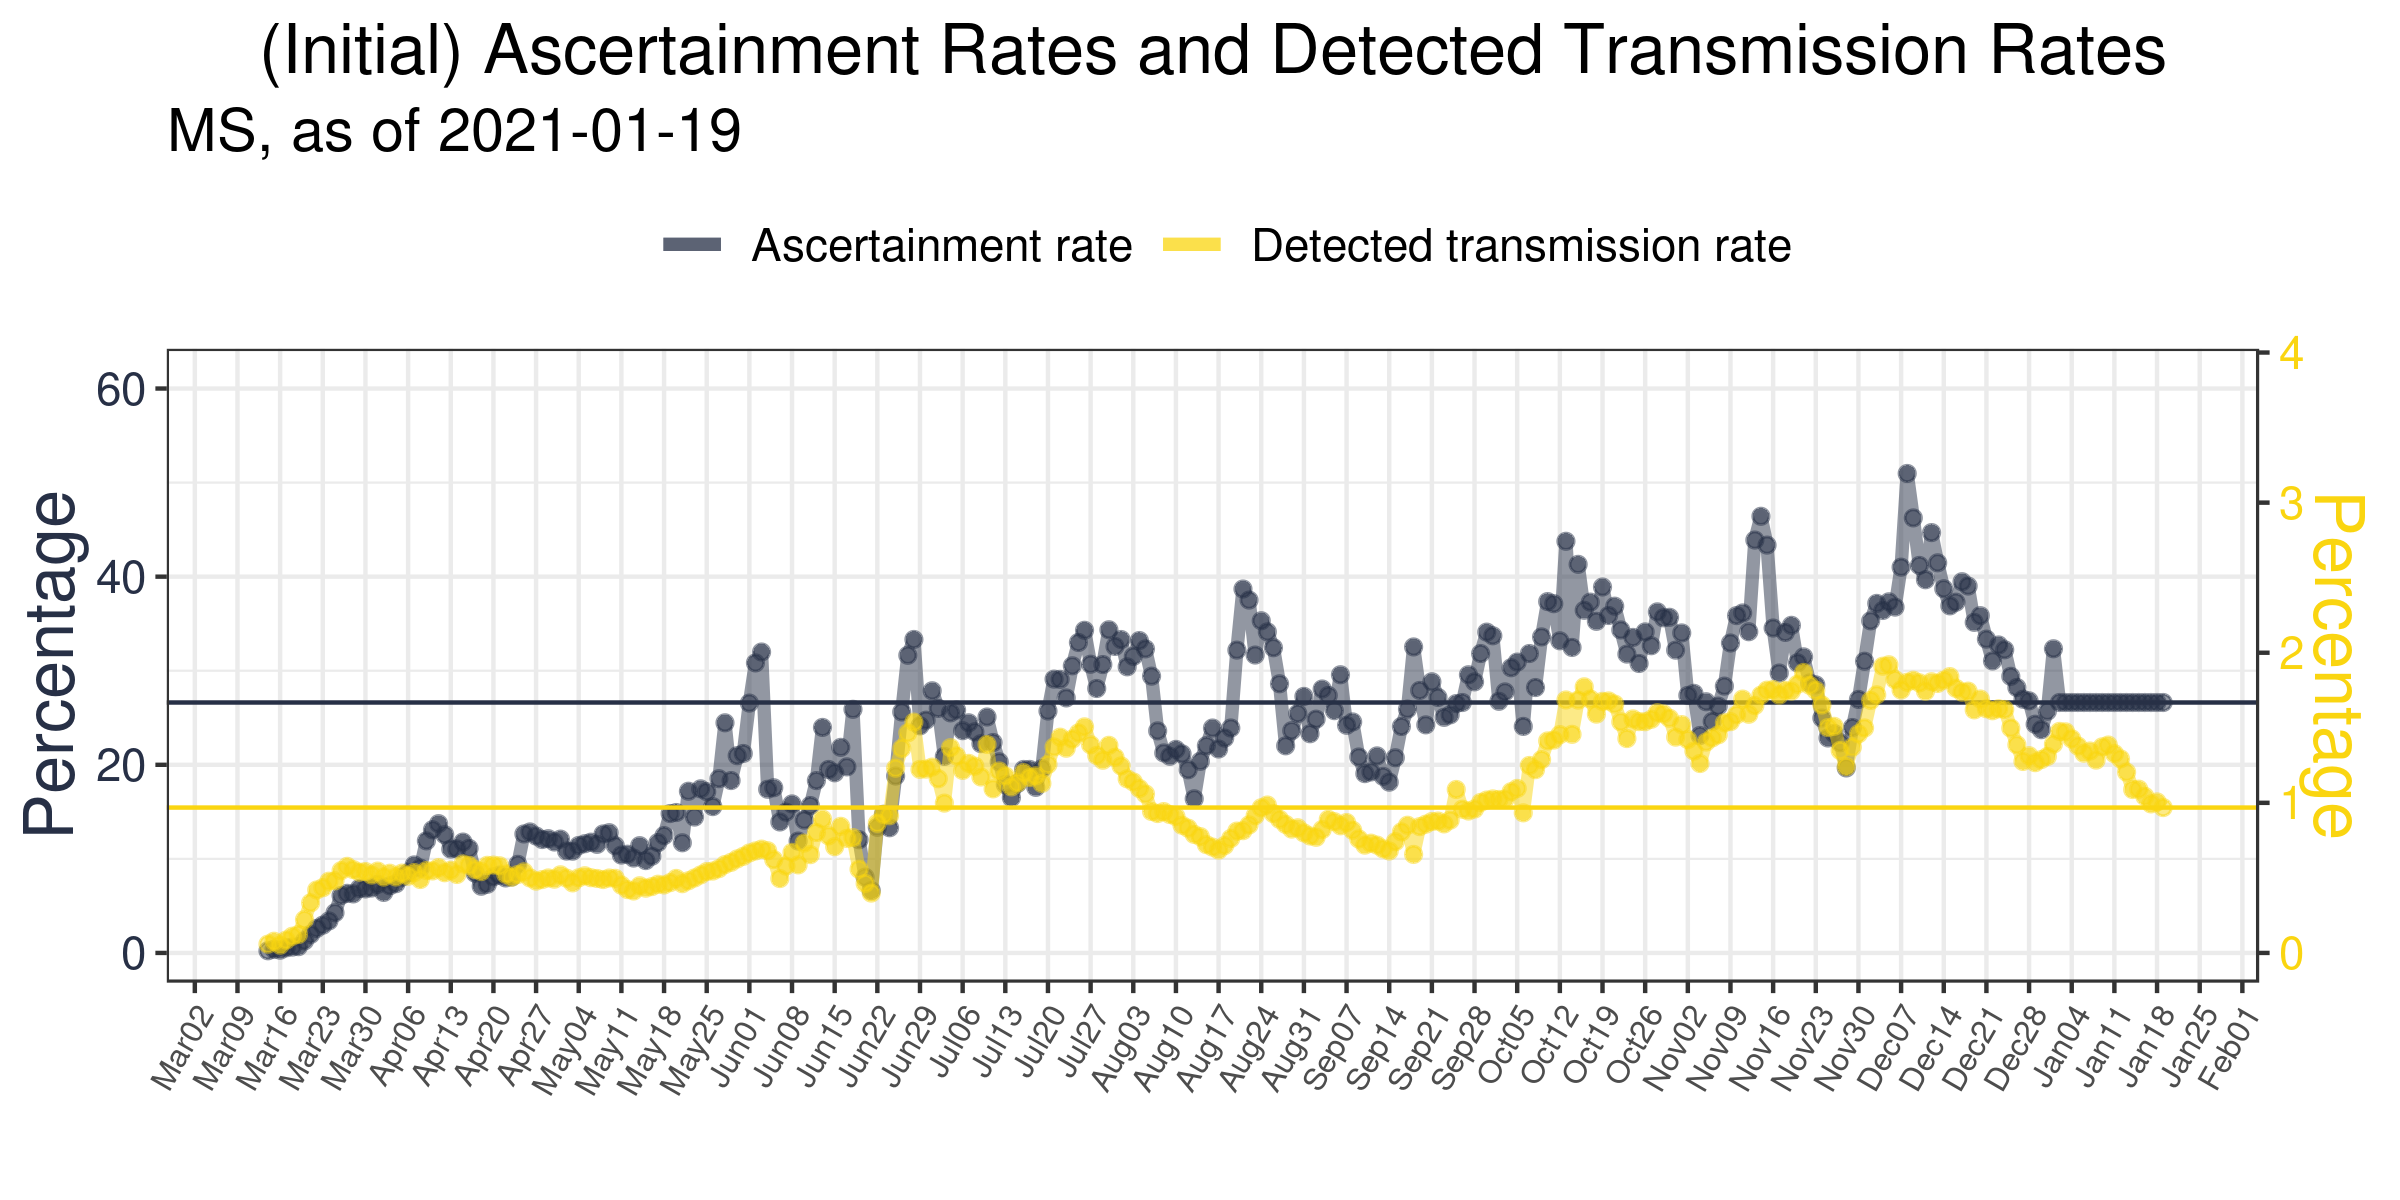 (Initial) Ascertainment Rates and Detected Transmission Rates
MS, as of 2021-01-19
Ascertainment rate
Detected transmission rate
Percentage
60
40
20
0
4
3
2
1
0
Percentage
Mar02
Mar09
Mar16
Mar23
Mar30
Apr06
Apr13
Apr20
Apr27
May04
May11
May18
May25
Jun01
Jun08
Jun15
Jun22
Jun29
Jul06
Jul13
Jul20
Jul27
Aug03
Aug10
Aug17
Aug24
Aug31
Sep07
Sep14
Sep21
Sep28
Oct05
Oct12
Oct19
Oct26
Nov02
Nov09
Nov16
Nov23
Nov30
Dec07
Dec14
Dec21
Dec28
Jan04
Jan11
Jan18
Jan25
Feb01